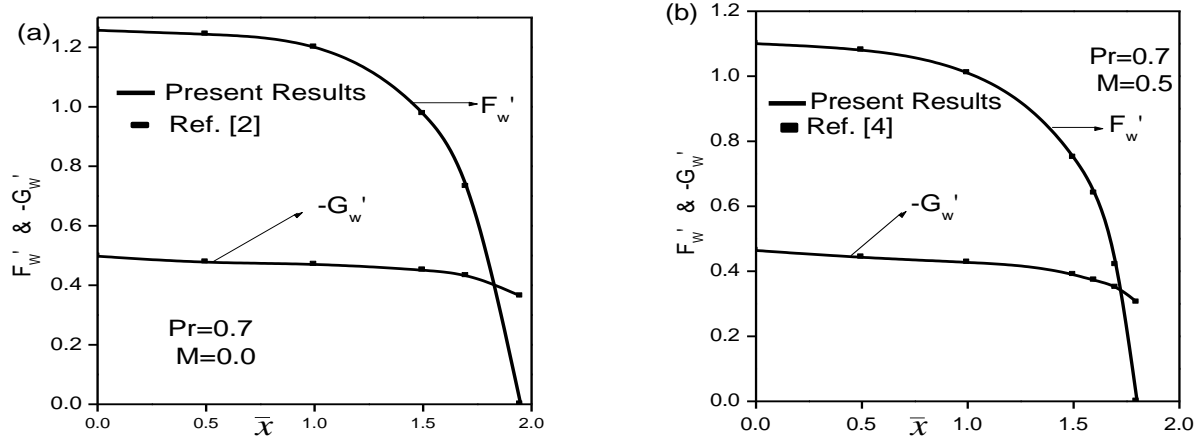 (a)
1.2
1.0
0.8
0.6
0.4
0.2
0.0
F_w' & -G_w'
Present Results
Ref. [2]
F_w'
-G_w'
Pr=0.7
M=0.0
0.0 0.5 1.0 1.5 2.0
x̅
(b)
1.2
1.0
0.8
0.6
0.4
0.2
0.0
F_w' & -G_w'
Pr=0.7
M=0.5
Present Results
Ref. [4]
F_w'
-G_w'
0.0 0.5 1.0 1.5 2.0
x̅